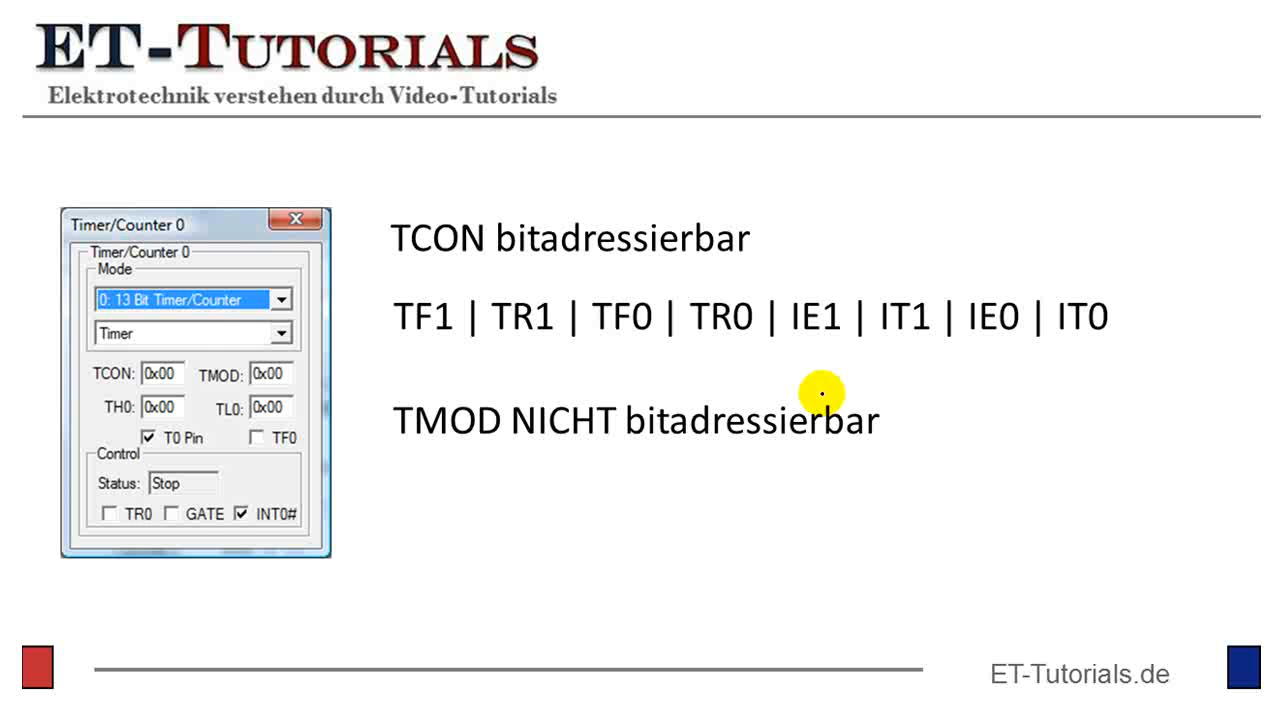 ET-TUTORIALS
Elektrotechnik verstehen durch Video-Tutorials
Timer/Counter 0
Timer/Counter 0
Mode
0: 13 Bit Timer/Counter
Timer
TCON: 0x00 TMOD: 0x00
TH0: 0x00 TL0: 0x00
T0 Pin TF0
Control
Status: Stop
TR0 GATE INT0#
TCON bitadressierbar
TF1 | TR1 | TF0 | TR0 | IE1 | IT1 | IE0 | IT0
TMOD NICHT bitadressierbar
ET-Tutorials.de